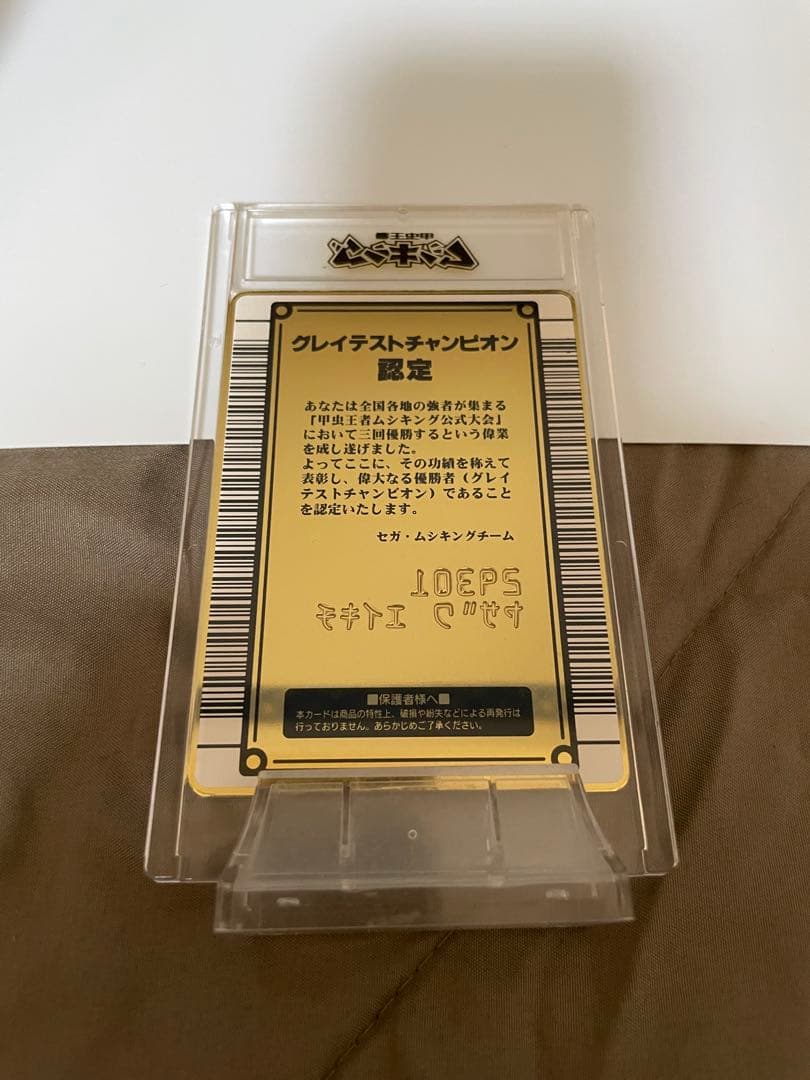 甲虫王者
ムシキング
グレイテストチャンピオン
認定
あなたは全国各地の強者が集まる
『甲虫王者ムシキング公式大会』
において三回優勝するという偉業
を成し遂げました。
よってここに、その功績を称えて
表彰し、偉大なる優勝者（グレイ
テストチャンピオン）であること
を認定いたします。
セガ・ムシキングチーム
ヤサ゛ワ エイキチ
■保護者様へ■
本カードは商品の特性上、破損や紛失などによる再発行は
行っておりません。あらかじめご了承ください。